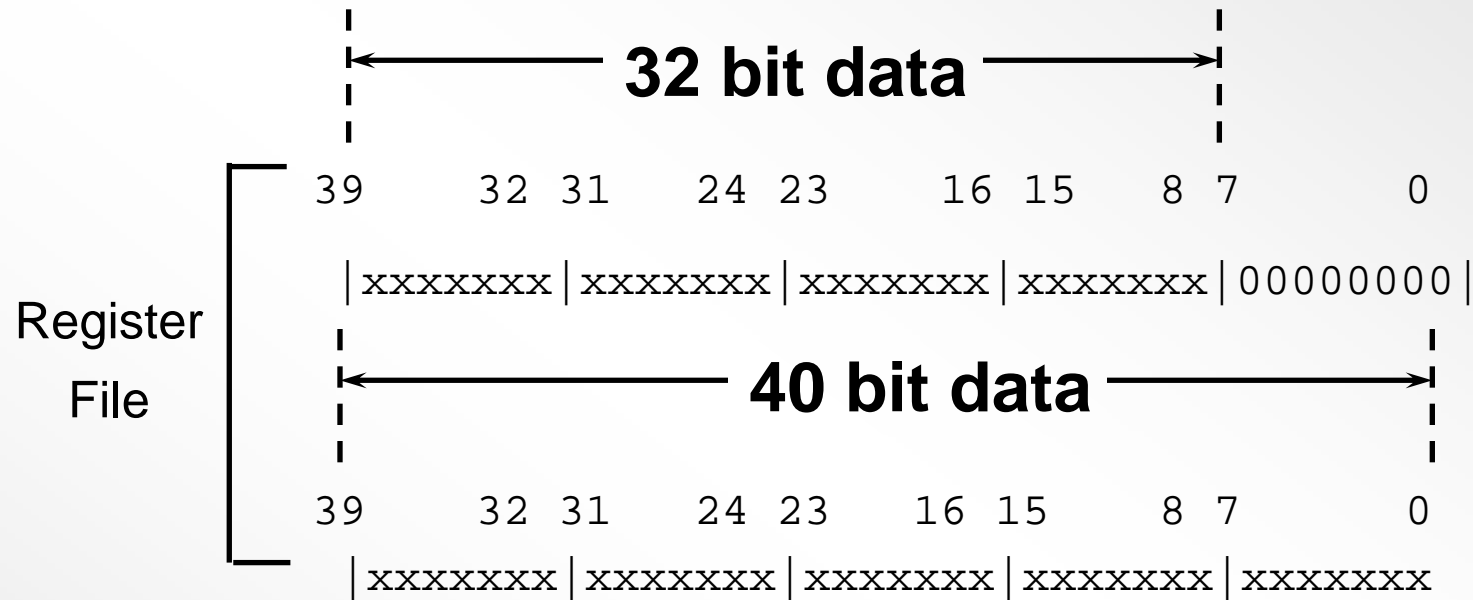 32 bit data
39 32 31 24 23 16 15 8 7 0
|xxxxxxx|xxxxxxx|xxxxxxx|xxxxxxx|00000000|
Register
File
40 bit data
39 32 31 24 23 16 15 8 7 0
|xxxxxxx|xxxxxxx|xxxxxxx|xxxxxxx|xxxxxxx